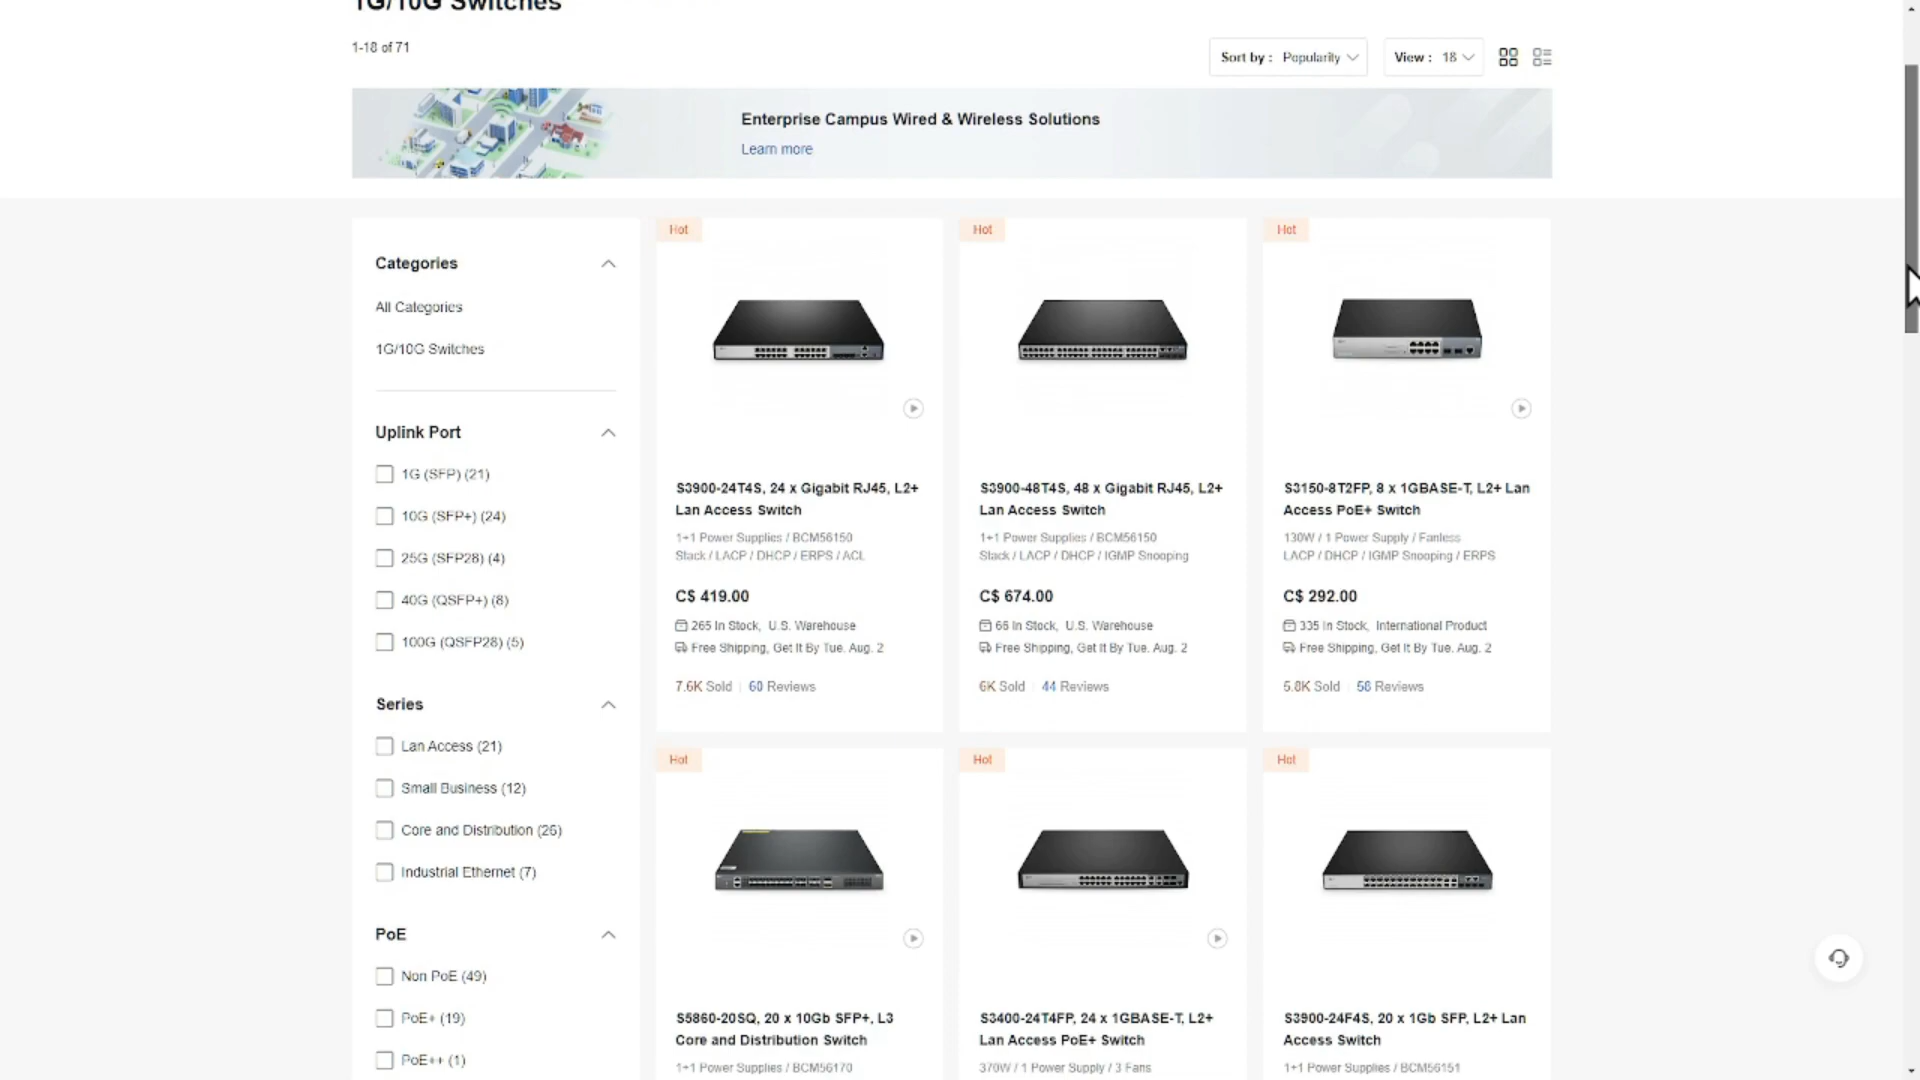 1G/10G Switches
1-18 of 71
Sort by : Popularity
View : 18
Enterprise Campus Wired & Wireless Solutions
Learn more
Categories
All Categories
1G/10G Switches
Uplink Port
1G (SFP) (21)
10G (SFP+) (24)
25G (SFP28) (4)
40G (QSFP+) (8)
100G (QSFP28) (5)
Series
Lan Access (21)
Small Business (12)
Core and Distribution (26)
Industrial Ethernet (7)
PoE
Non PoE (49)
PoE+ (19)
PoE++ (1)
Hot
S3900-24T4S, 24 x Gigabit RJ45, L2+
Lan Access Switch
1+1 Power Supplies / BCM56150
Stack / LACP / DHCP / ERPS / ACL
C$ 419.00
265 In Stock, U.S. Warehouse
Free Shipping, Get It By Tue. Aug. 2
7.6K Sold
60 Reviews
Hot
S3900-48T4S, 48 x Gigabit RJ45, L2+
Lan Access Switch
1+1 Power Supplies / BCM56150
Stack / LACP / DHCP / IGMP Snooping
C$ 674.00
66 In Stock, U.S. Warehouse
Free Shipping, Get It By Tue. Aug. 2
6K Sold
44 Reviews
Hot
S3150-8T2FP, 8 x 1GBASE-T, L2+ Lan
Access PoE+ Switch
130W / 1 Power Supply / Fanless
LACP / DHCP / IGMP Snooping / ERPS
C$ 292.00
335 In Stock, International Product
Free Shipping, Get It By Tue. Aug. 2
5.8K Sold
58 Reviews
Hot
S5860-20SQ, 20 x 10Gb SFP+, L3
Core and Distribution Switch
1+1 Power Supplies / BCM56170
Hot
S3400-24T4FP, 24 x 1GBASE-T, L2+
Lan Access PoE+ Switch
370W / 1 Power Supply / 3 Fans
Hot
S3900-24F4S, 20 x 1Gb SFP, L2+ Lan
Access Switch
1+1 Power Supplies / BCM56151